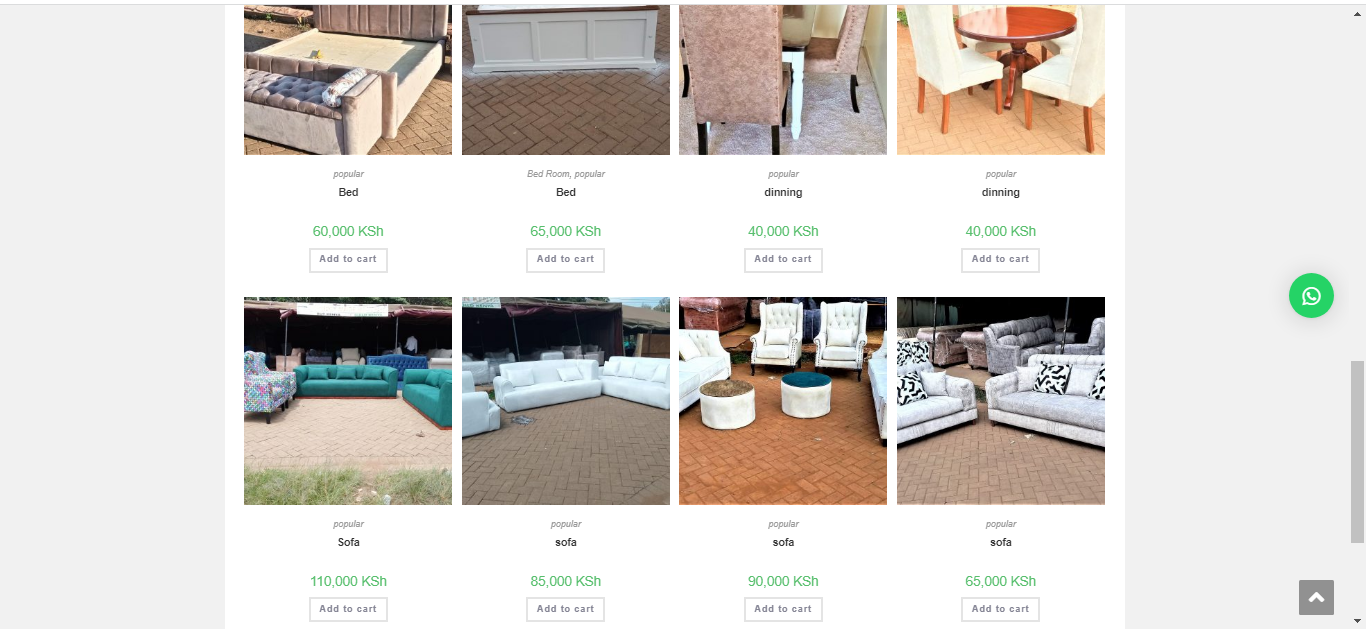 popular
Bed
60,000 KSh
Add to cart
Bed Room, popular
Bed
65,000 KSh
Add to cart
popular
dinning
40,000 KSh
Add to cart
popular
dinning
40,000 KSh
Add to cart
popular
Sofa
110,000 KSh
Add to cart
popular
sofa
85,000 KSh
Add to cart
popular
sofa
90,000 KSh
Add to cart
popular
sofa
65,000 KSh
Add to cart